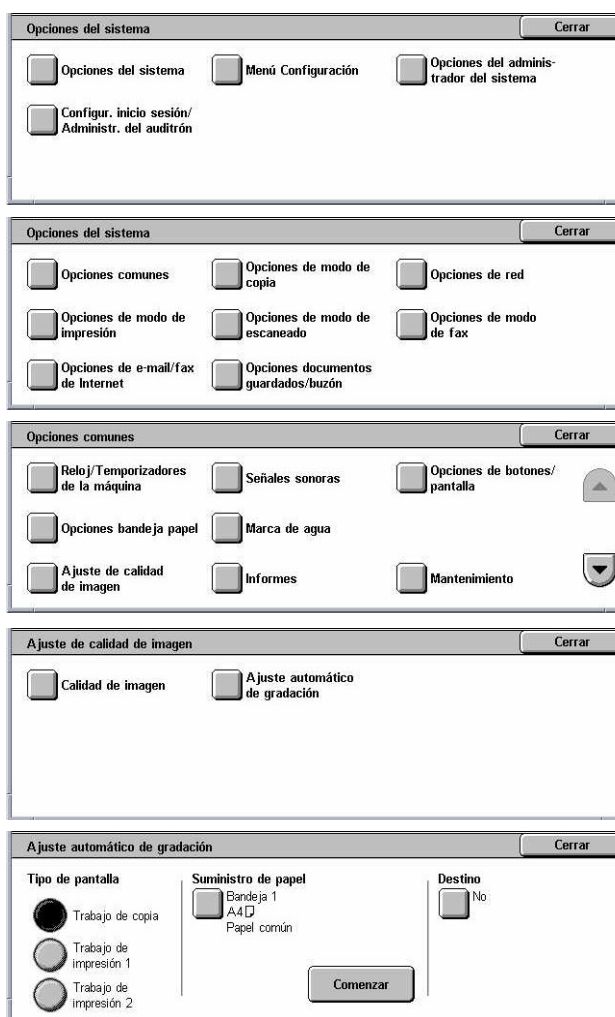 Opciones del sistema
Cerrar
Opciones del sistema
Menú Configuración
Opciones del adminis-
trador del sistema
Configur. inicio sesión/
Administr. del auditrón
Opciones del sistema
Cerrar
Opciones comunes
Opciones de modo de
copia
Opciones de red
Opciones de modo de
impresión
Opciones de modo de
escaneado
Opciones de modo
de fax
Opciones de e-mail/fax
de Internet
Opciones documentos
guardados/buzón
Opciones comunes
Cerrar
Reloj/Temporizadores
de la máquina
Señales sonoras
Opciones de botones/
pantalla
Opciones bandeja papel
Marca de agua
Ajuste de calidad
de imagen
Informes
Mantenimiento
Ajuste de calidad de imagen
Cerrar
Calidad de imagen
Ajuste automático
de gradación
Ajuste automático de gradación
Cerrar
Tipo de pantalla
Trabajo de copia
Trabajo de
impresión 1
Trabajo de
impresión 2
Suministro de papel
Bandeja 1
A4
Papel común
Comenzar
Destino
No